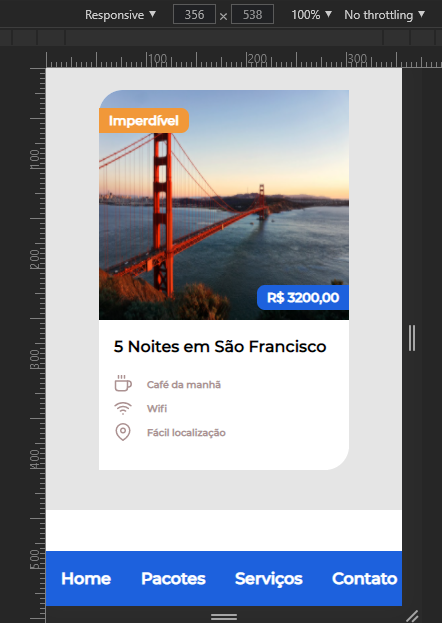 Responsive ▼ 356 × 538 100% ▼ No throttling ▼
100 200 300
100
200
300
400
500
Imperdível
R$ 3200,00
5 Noites em São Francisco
Café da manhã
Wifi
Fácil localização
Home Pacotes Serviços Contato